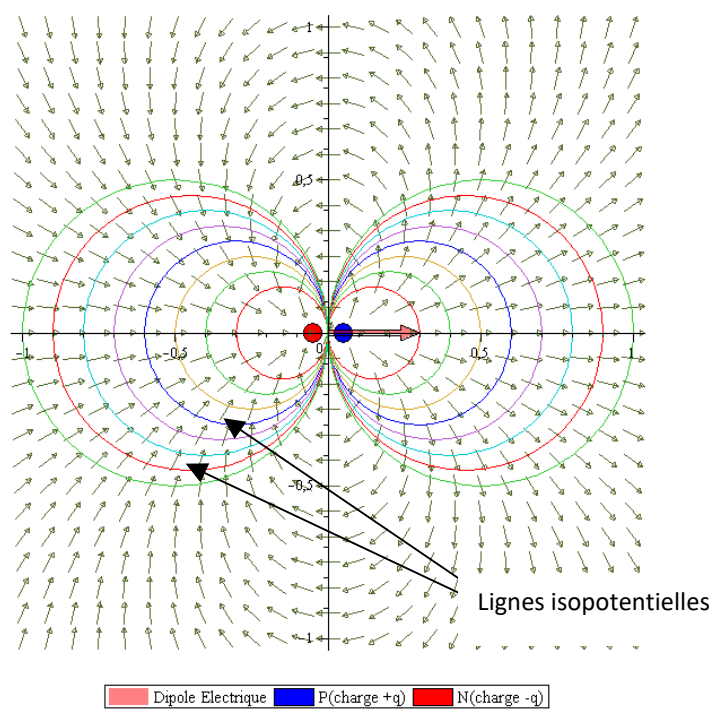 1
0,5
-1 -0,5 0 0,5 1
-0,5
Lignes isopotentielles
-1
Dipole Electrique P(charge +q) N(charge -q)